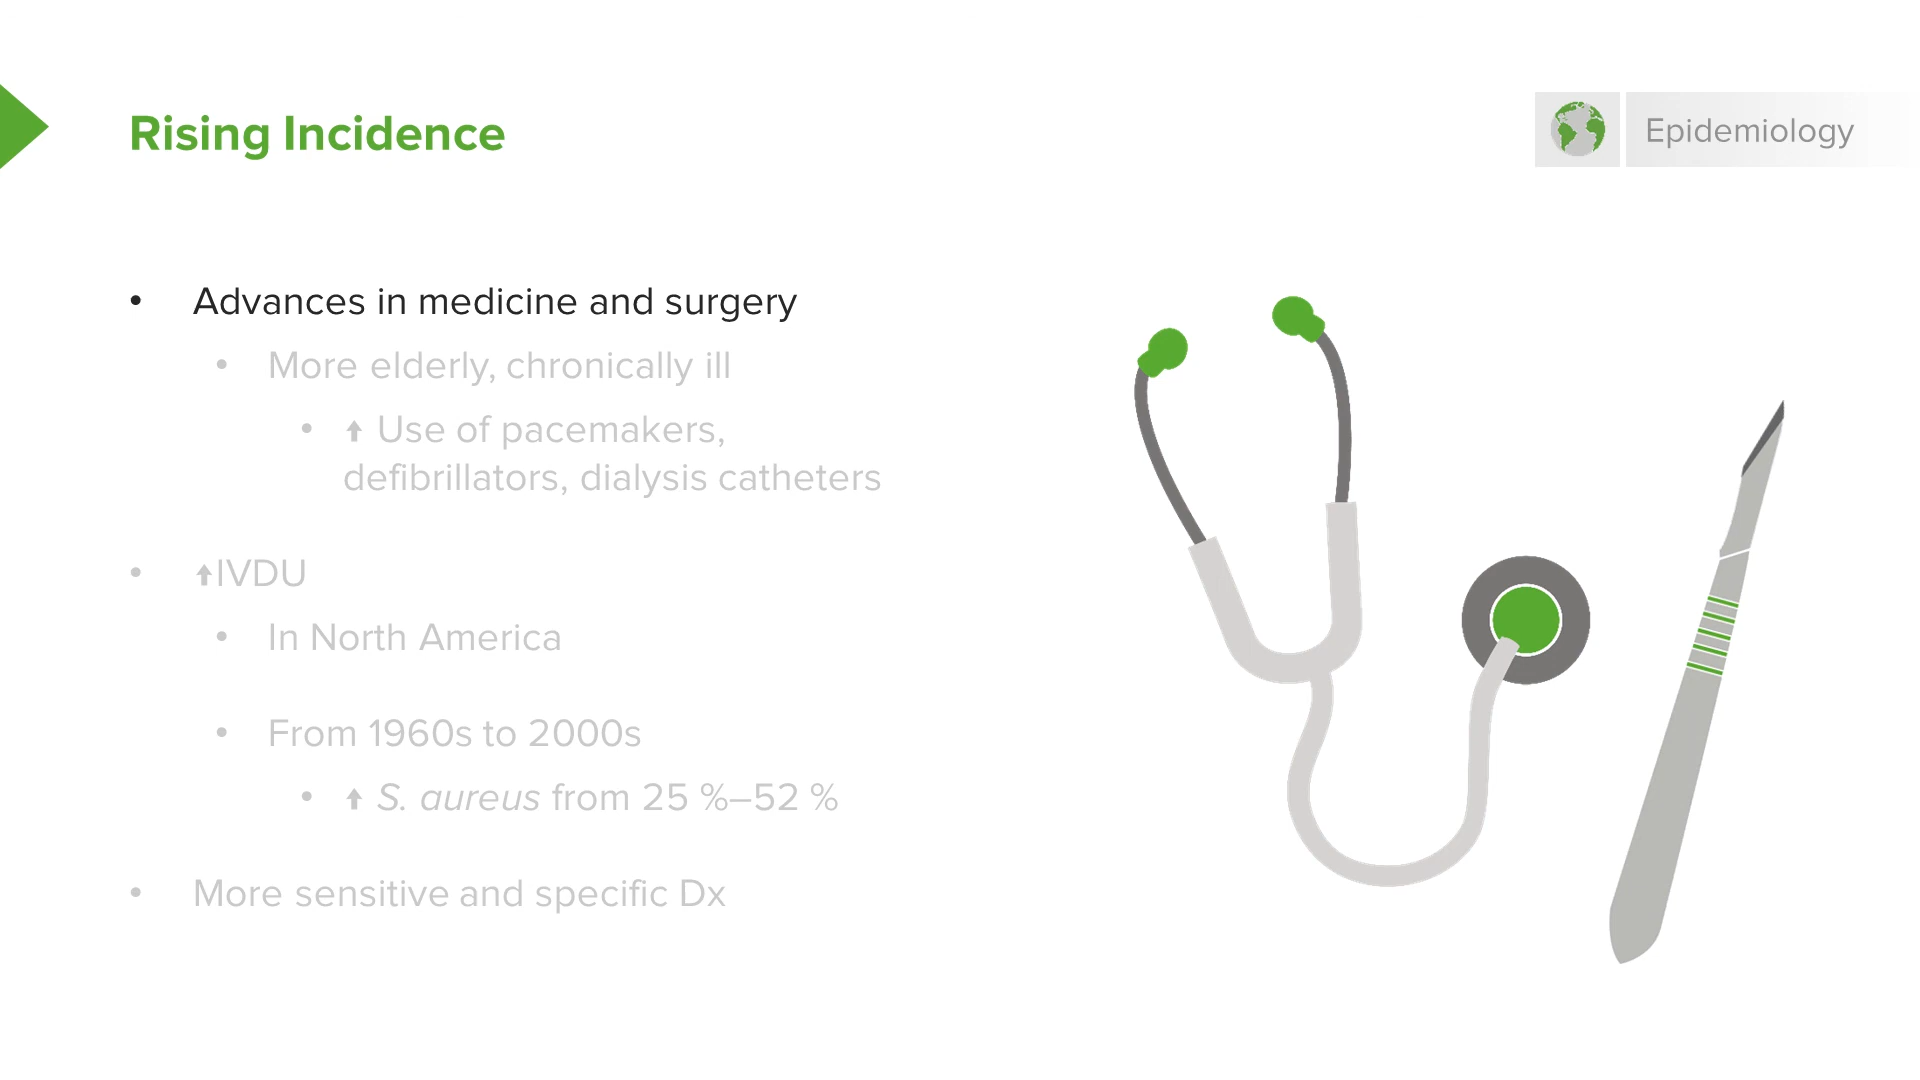 Rising Incidence
Epidemiology
• Advances in medicine and surgery
• More elderly, chronically ill
• ⬆ Use of pacemakers,
defibrillators, dialysis catheters
• ⬆IVDU
• In North America
• From 1960s to 2000s
• ⬆ S. aureus from 25 %–52 %
• More sensitive and specific Dx